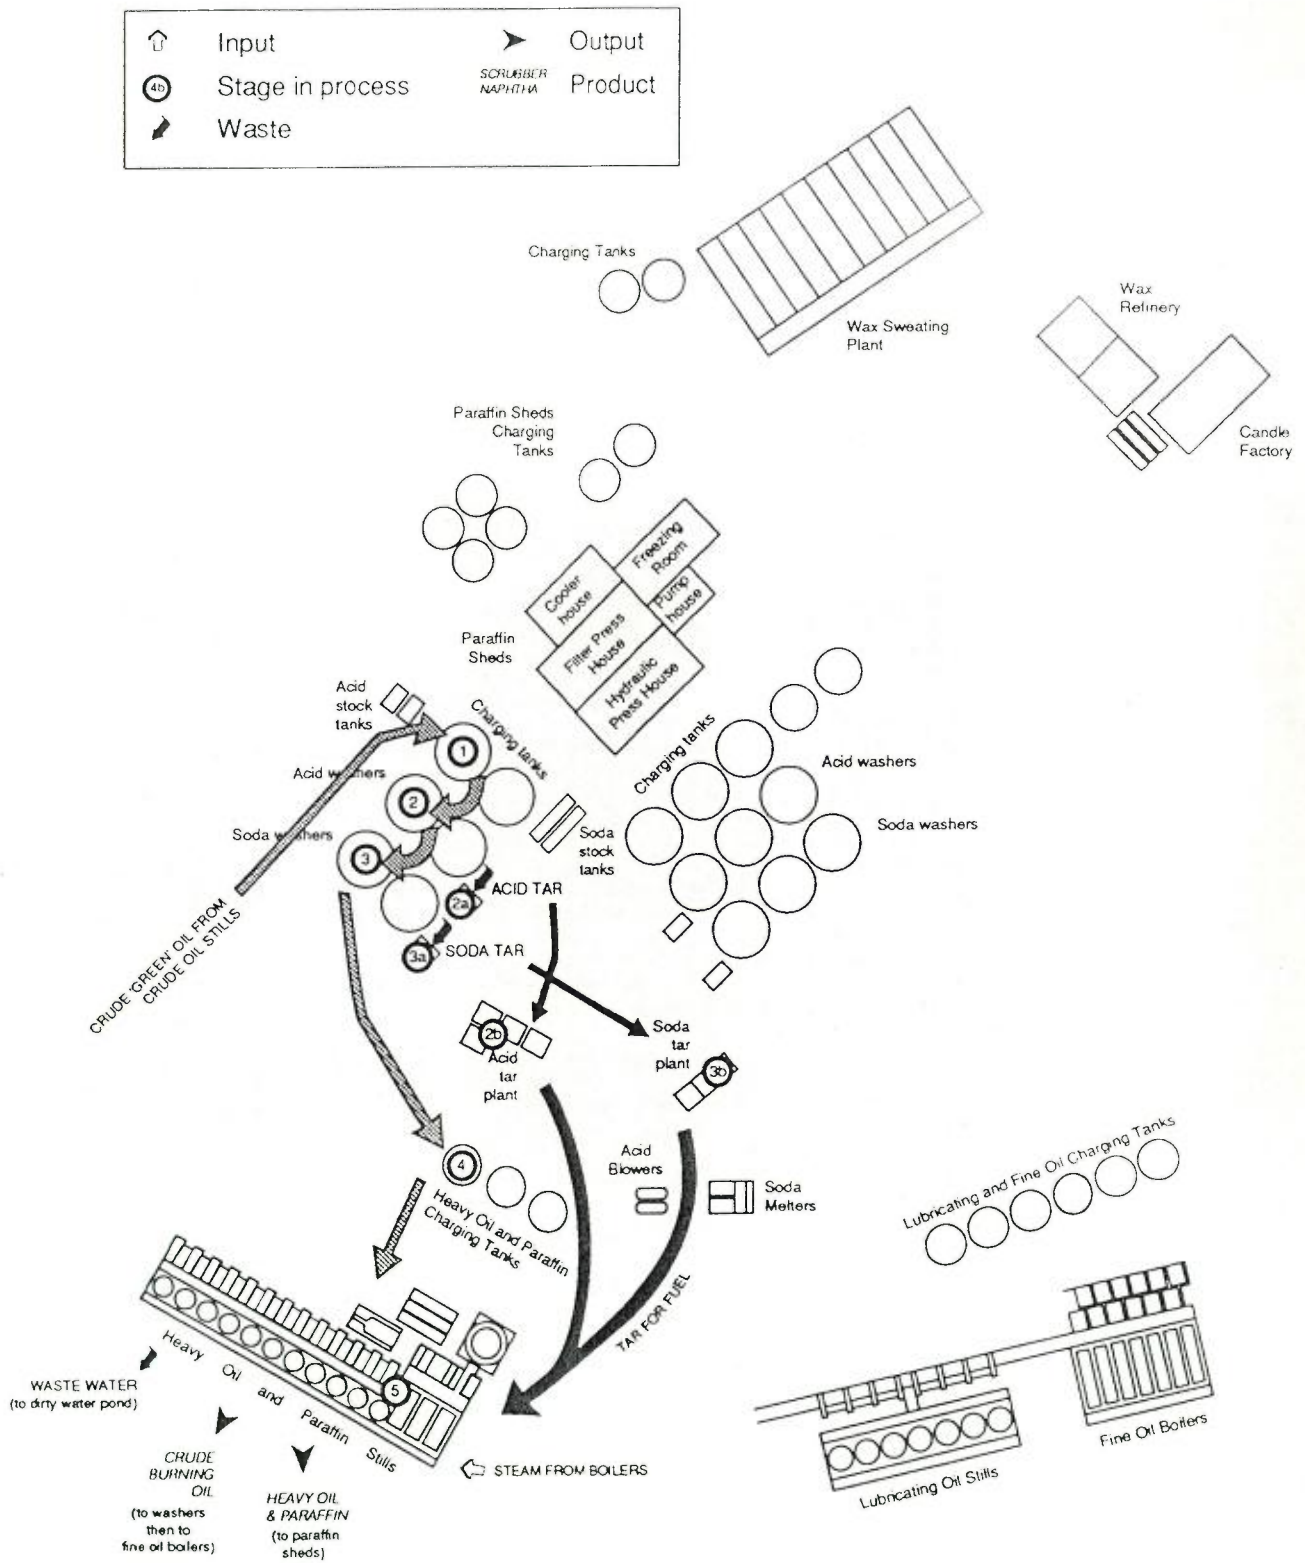 Input
Output
4b
Stage in process
SCRUBBER
NAPHTHA
Product
Waste
Charging Tanks
Wax Sweating
Plant
Wax
Refinery
Candle
Factory
Paraffin Sheds
Charging
Tanks
Freezing
Room
Cooler
house
Pump
house
Filter Press
House
Hydraulic
Press House
Paraffin
Sheds
Acid
stock
tanks
Charging tanks
Charging tanks
1
Acid washers
2
Acid washers
Soda washers
3
Soda washers
Soda
stock
tanks
ACID TAR
2a
SODA TAR
3a
CRUDE 'GREEN' OIL FROM
CRUDE OIL STILLS
2b
Acid
tar
plant
Soda
tar
plant
3b
4
Heavy Oil and Paraffin
Charging Tanks
Acid
Blowers
Soda
Melters
Lubricating and Fine Oil Charging Tanks
TAR FOR FUEL
5
Heavy Oil and Paraffin Stills
WASTE WATER
(to dirty water pond)
CRUDE
BURNING
OIL
(to washers
then to
fine oil boilers)
HEAVY OIL
& PARAFFIN
(to paraffin
sheds)
STEAM FROM BOILERS
Lubricating Oil Stills
Fine Oil Boilers